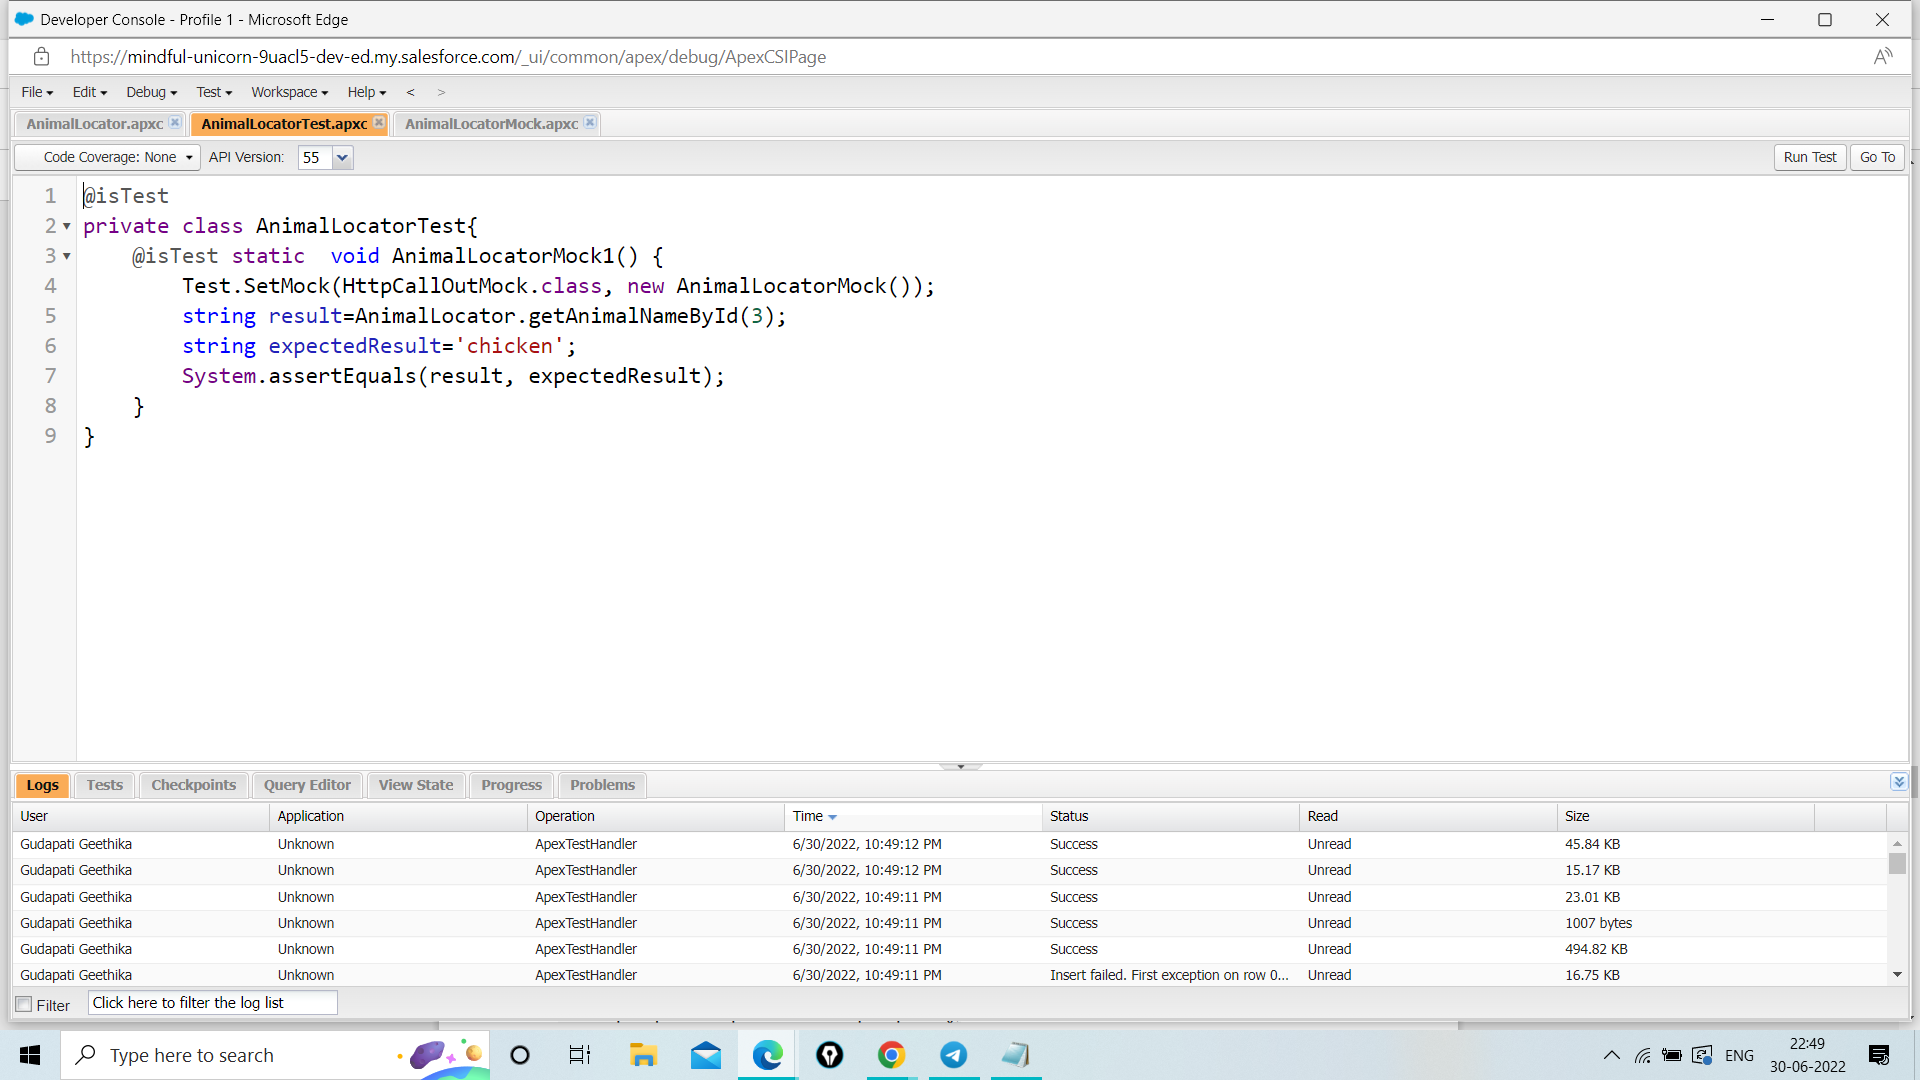 Developer Console - Profile 1 - Microsoft Edge
https://mindful-unicorn-9uacl5-dev-ed.my.salesforce.com/_ui/common/apex/debug/ApexCSIPage
File Edit Debug Test Workspace Help < >
AnimalLocator.apxc AnimalLocatorTest.apxc AnimalLocatorMock.apxc
Code Coverage: None API Version: 55 Run Test Go To
1 @isTest
2 private class AnimalLocatorTest{
3 @isTest static  void AnimalLocatorMock1() {
4 Test.SetMock(HttpCallOutMock.class, new AnimalLocatorMock());
5 string result=AnimalLocator.getAnimalNameById(3);
6 string expectedResult='chicken';
7 System.assertEquals(result, expectedResult);
8 }
9 }
Logs Tests Checkpoints Query Editor View State Progress Problems
User Application Operation Time Status Read Size
Gudapati Geethika Unknown ApexTestHandler 6/30/2022, 10:49:12 PM Success Unread 45.84 KB
Gudapati Geethika Unknown ApexTestHandler 6/30/2022, 10:49:12 PM Success Unread 15.17 KB
Gudapati Geethika Unknown ApexTestHandler 6/30/2022, 10:49:11 PM Success Unread 23.01 KB
Gudapati Geethika Unknown ApexTestHandler 6/30/2022, 10:49:11 PM Success Unread 1007 bytes
Gudapati Geethika Unknown ApexTestHandler 6/30/2022, 10:49:11 PM Success Unread 494.82 KB
Gudapati Geethika Unknown ApexTestHandler 6/30/2022, 10:49:11 PM Insert failed. First exception on row 0... Unread 16.75 KB
Filter Click here to filter the log list
Type here to search ENG 22:49
30-06-2022